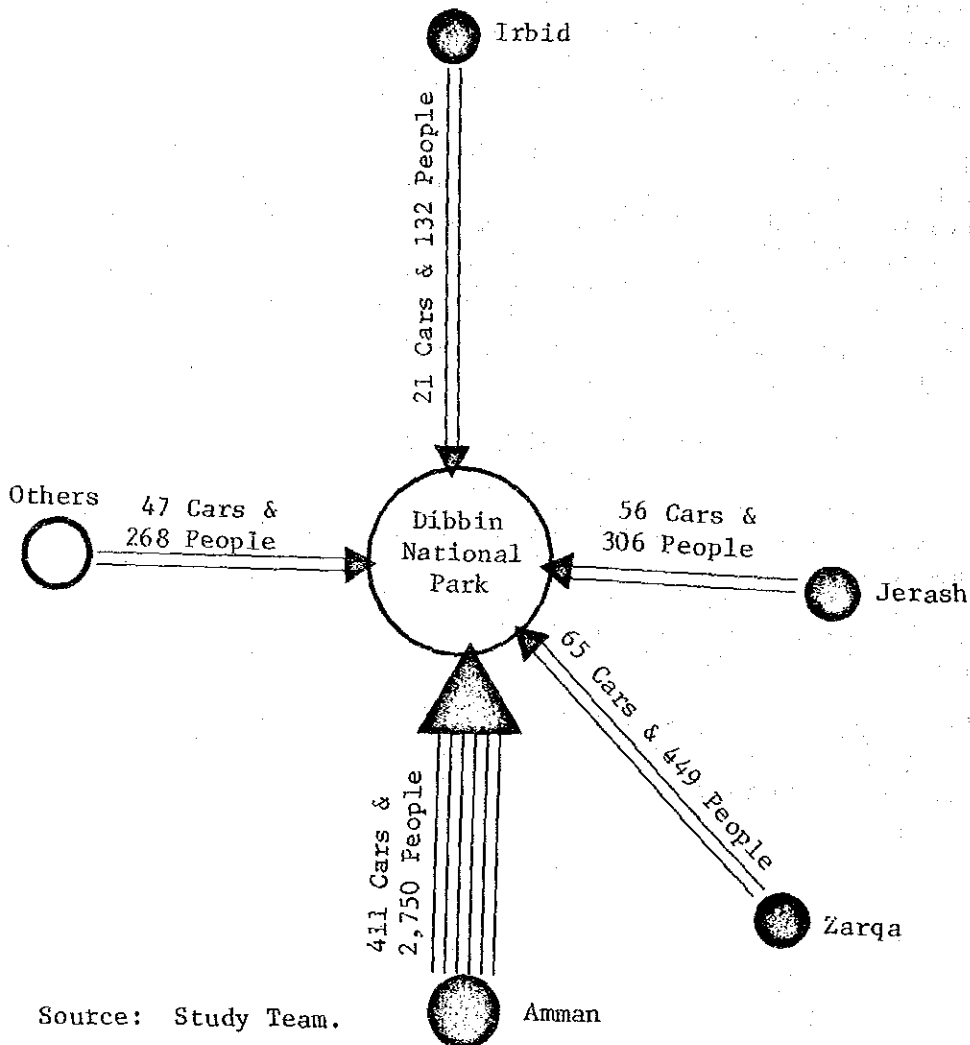 Irbid
21 Cars & 132 People
Others
47 Cars &
268 People
Dibbin
National
Park
56 Cars &
306 People
Jerash
65 Cars & 449 People
Zarqa
411 Cars &
2,750 People
Amman
Source: Study Team.